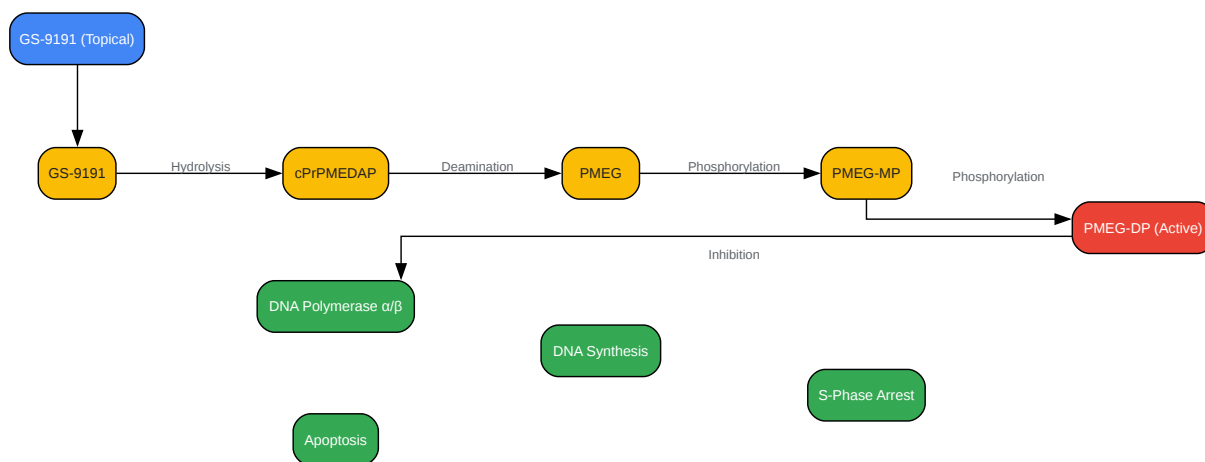 GS-9191 (Topical)
GS-9191
Hydrolysis
cPrPMEDAP
Deamination
PMEG
Phosphorylation
PMEG-MP
Phosphorylation
PMEG-DP (Active)
Inhibition
DNA Polymerase α/β
DNA Synthesis
S-Phase Arrest
Apoptosis